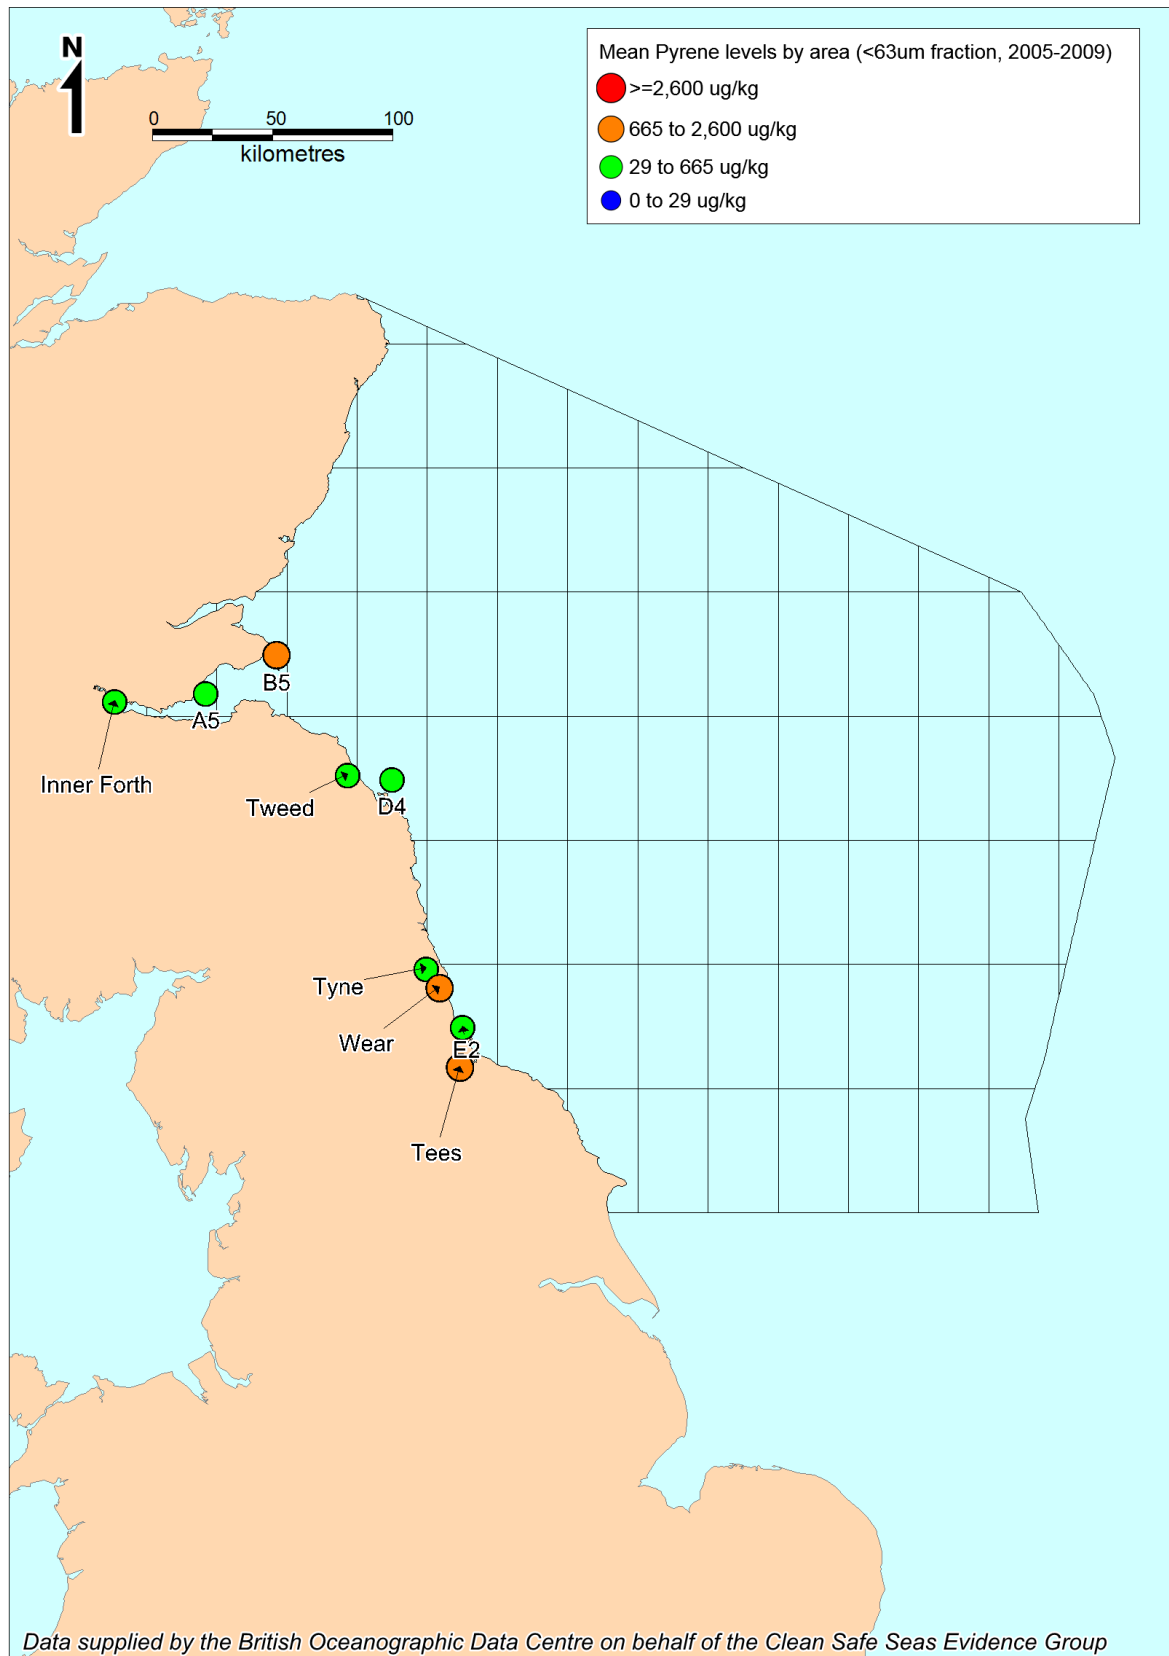 N
0 50 100
kilometres
Mean Pyrene levels by area (<63um fraction, 2005-2009)
>=2,600 ug/kg
665 to 2,600 ug/kg
29 to 665 ug/kg
0 to 29 ug/kg
B5
A5
Inner Forth
Tweed
D4
Tyne
Wear
E2
Tees
Data supplied by the British Oceanographic Data Centre on behalf of the Clean Safe Seas Evidence Group